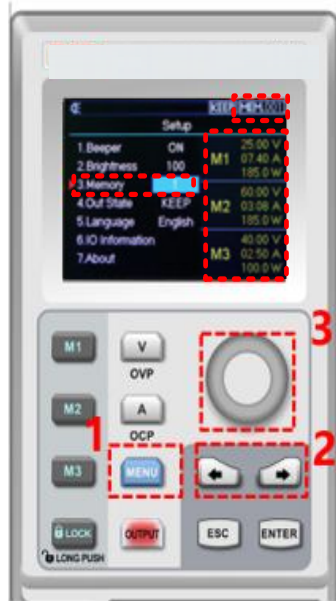 KEEP MEM.001
Setup
1.Beeper ON
2.Brightness 100
3.Memory 1
4.Out State KEEP
5.Language English
6.IO Information
7.About
M1 25.00 V
07.40 A
185.0 W
M2 60.00 V
03.08 A
185.0 W
M3 40.00 V
02.50 A
100.0 W
3
M1 V
OVP
M2 A
OCP
1 2
M3 MENU
LOCK OUTPUT ESC ENTER
LONG PUSH